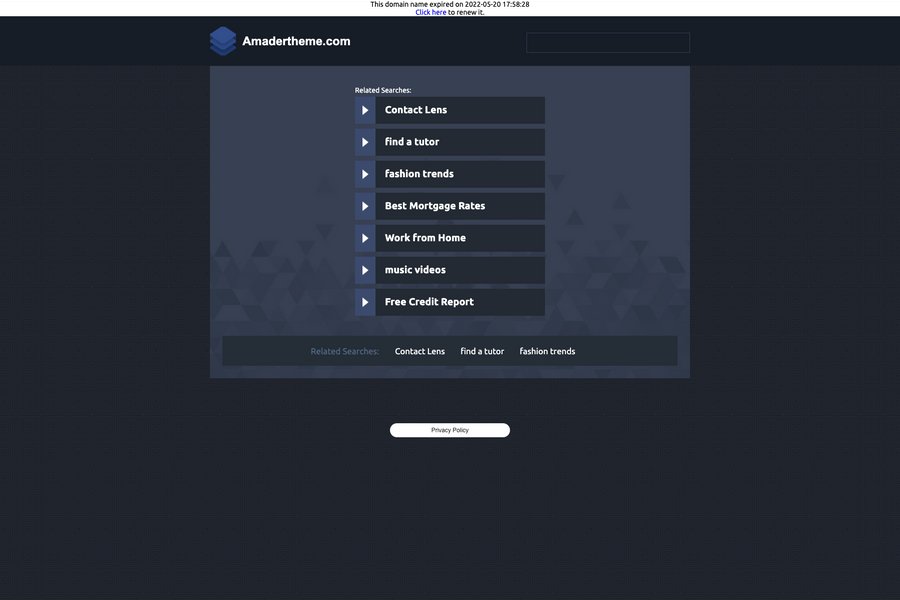 This domain name expired on 2022-05-20 17:58:28
Click here to renew it.
Amadertheme.com
Related Searches:
Contact Lens
find a tutor
fashion trends
Best Mortgage Rates
Work from Home
music videos
Free Credit Report
Related Searches: Contact Lens find a tutor fashion trends
Privacy Policy